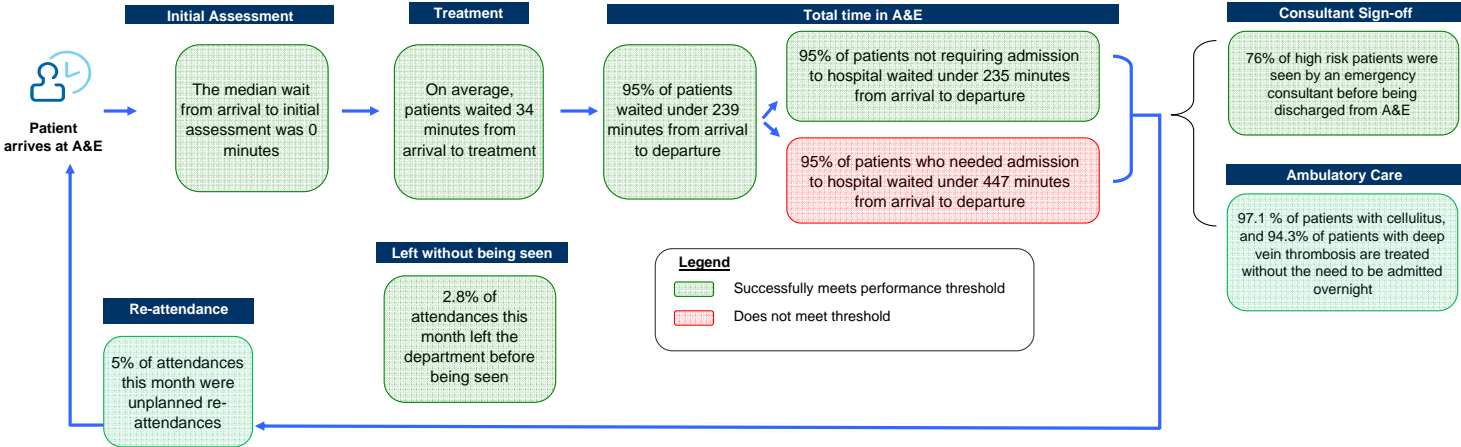 Initial Assessment
Treatment
Total time in A&E
Consultant Sign-off
Patient
arrives at A&E
The median wait
from arrival to initial
assessment was 0
minutes
On average,
patients waited 34
minutes from
arrival to treatment
95% of patients
waited under 239
minutes from arrival
to departure
95% of patients not requiring admission
to hospital waited under 235 minutes
from arrival to departure
95% of patients who needed admission
to hospital waited under 447 minutes
from arrival to departure
76% of high risk patients were
seen by an emergency
consultant before being
discharged from A&E
Ambulatory Care
97.1 % of patients with cellulitus,
and 94.3% of patients with deep
vein thrombosis are treated
without the need to be admitted
overnight
Left without being seen
2.8% of
attendances this
month left the
department before
being seen
Legend
Successfully meets performance threshold
Does not meet threshold
Re-attendance
5% of attendances
this month were
unplanned re-
attendances